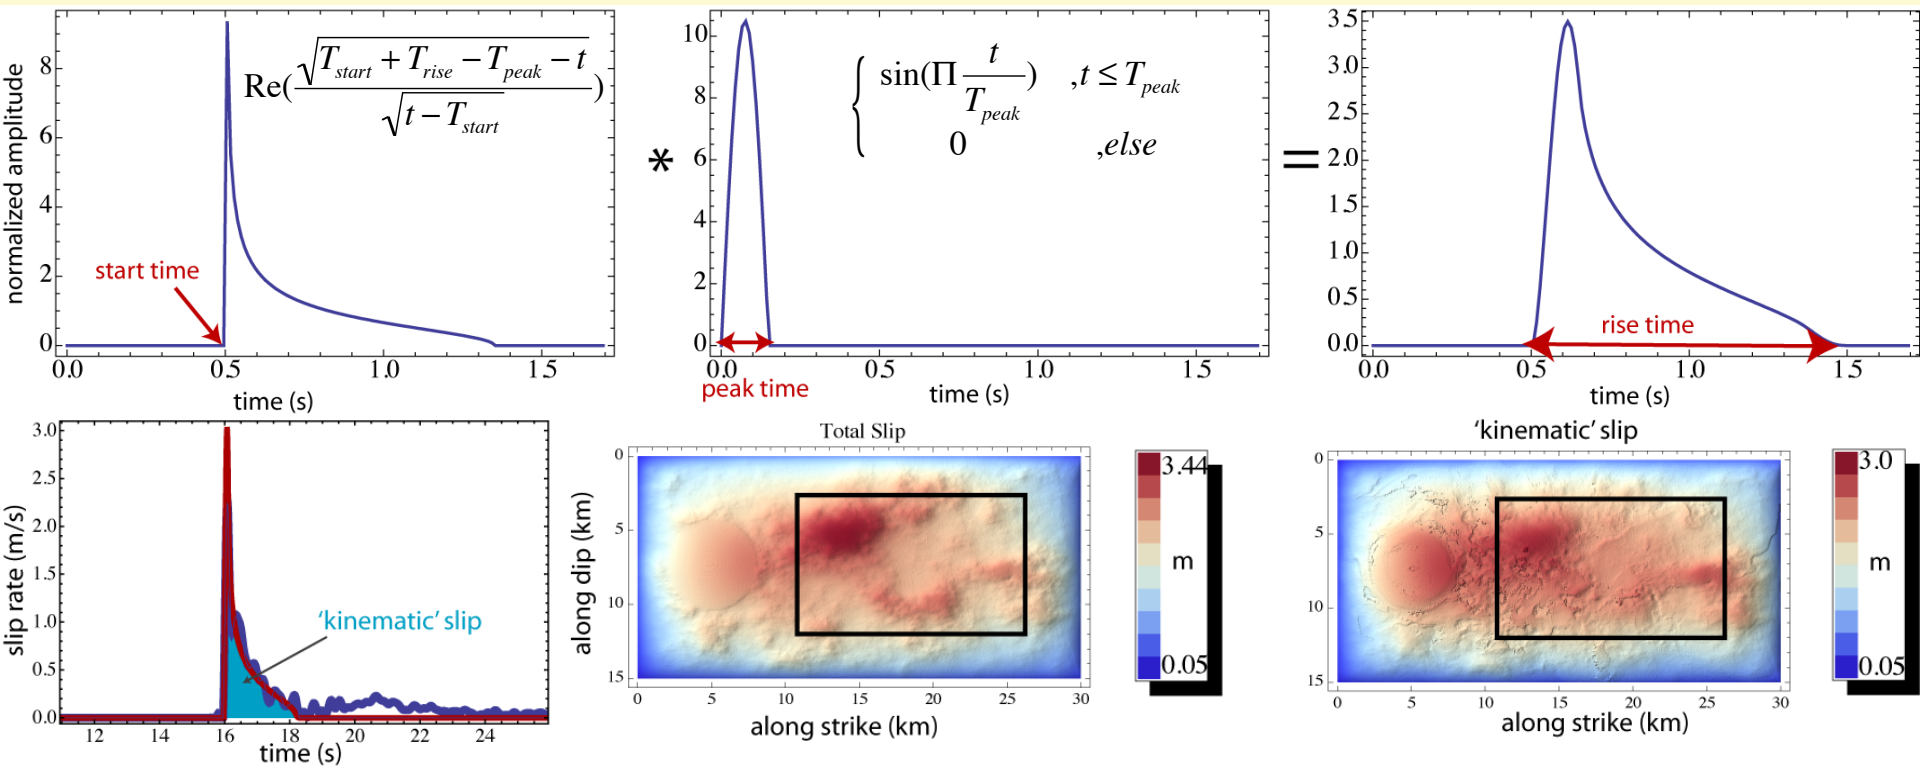 normalized amplitude
8
6
4
2
0
0.0 0.5 1.0 1.5
time (s)
start time
Re(√(T_start + T_rise − T_peak − t) / √(t − T_start))
*
10
8
6
4
2
0
0.0 0.5 1.0 1.5
peak time
time (s)
{ sin(Π t / T_peak) ,t ≤ T_peak
0 ,else
=
3.5
3.0
2.5
2.0
1.5
1.0
0.5
0.0
rise time
0.0 0.5 1.0 1.5
time (s)
slip rate (m/s)
3.0
2.5
2.0
1.5
1.0
0.5
0.0
'kinematic' slip
12 14 16 18 20 22 24
time (s)
Total Slip
along dip (km)
0
5
10
15
0 5 10 15 20 25 30
along strike (km)
3.44
m
0.05
'kinematic' slip
0
5
10
15
0 5 10 15 20 25 30
along strike (km)
3.0
m
0.05